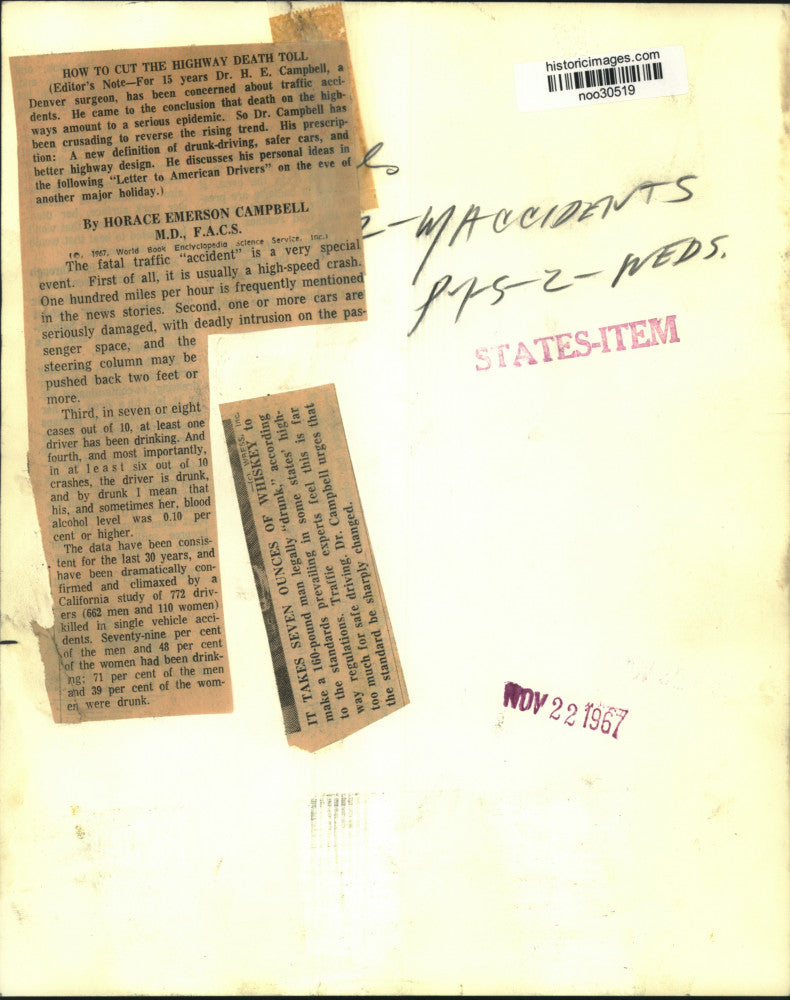 historicimages.com
noo30519
HOW TO CUT THE HIGHWAY DEATH TOLL
(Editor's Note—For 15 years Dr. H. E. Campbell, a
Denver surgeon, has been concerned about traffic acci-
dents. He came to the conclusion that death on the high-
ways amount to a serious epidemic. So Dr. Campbell has
been crusading to reverse the rising trend. His prescrip-
tion: A new definition of drunk-driving, safer cars, and
better highway design. He discusses his personal ideas in
the following "Letter to American Drivers" on the eve of
another major holiday.)
By HORACE EMERSON CAMPBELL
M.D., F.A.C.S.
(©, 1967, World Book Encyclopedia Science Service, Inc.)
The fatal traffic "accident" is a very special
event. First of all, it is usually a high-speed crash.
One hundred miles per hour is frequently mentioned
in the news stories. Second, one or more cars are
seriously damaged, with deadly intrusion on the pas-
senger space, and the
steering column may be
pushed back two feet or
more.
Third, in seven or eight
cases out of 10, at least one
driver has been drinking. And
fourth, and most importantly,
in at least six out of 10
crashes, the driver is drunk,
and by drunk I mean that
his, and sometimes her, blood
alcohol level was 0.10 per
cent or higher.
The data have been consis-
tent for the last 30 years, and
have been dramatically con-
firmed and climaxed by a
California study of 772 driv-
ers (662 men and 110 women)
killed in single vehicle acci-
dents. Seventy-nine per cent
of the men and 48 per cent
of the women had been drink-
ing; 71 per cent of the men
and 39 per cent of the wom-
en were drunk.
IT TAKES SEVEN OUNCES OF WHISKEY to
make a 160-pound man legally "drunk," according
to the standards prevailing in some states' high-
way regulations. Traffic experts feel this is far
too much for safe driving. Dr. Campbell urges that
the standard be sharply changed.
2-W/ACCIDENTS
-2-WEDS.
STATES-ITEM
NOV 22 1967